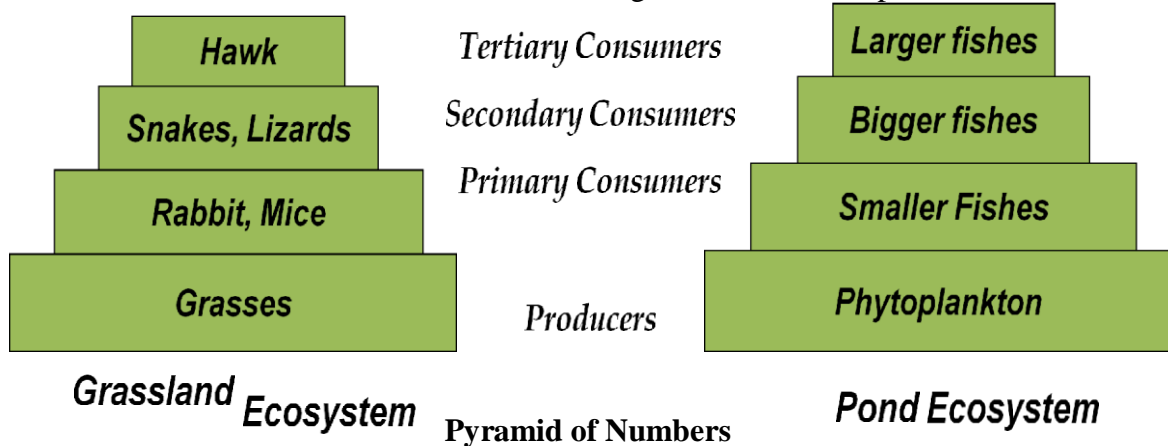 Hawk
Snakes, Lizards
Rabbit, Mice
Grasses
Grassland Ecosystem
Tertiary Consumers
Secondary Consumers
Primary Consumers
Producers
Pyramid of Numbers
Larger fishes
Bigger fishes
Smaller Fishes
Phytoplankton
Pond Ecosystem